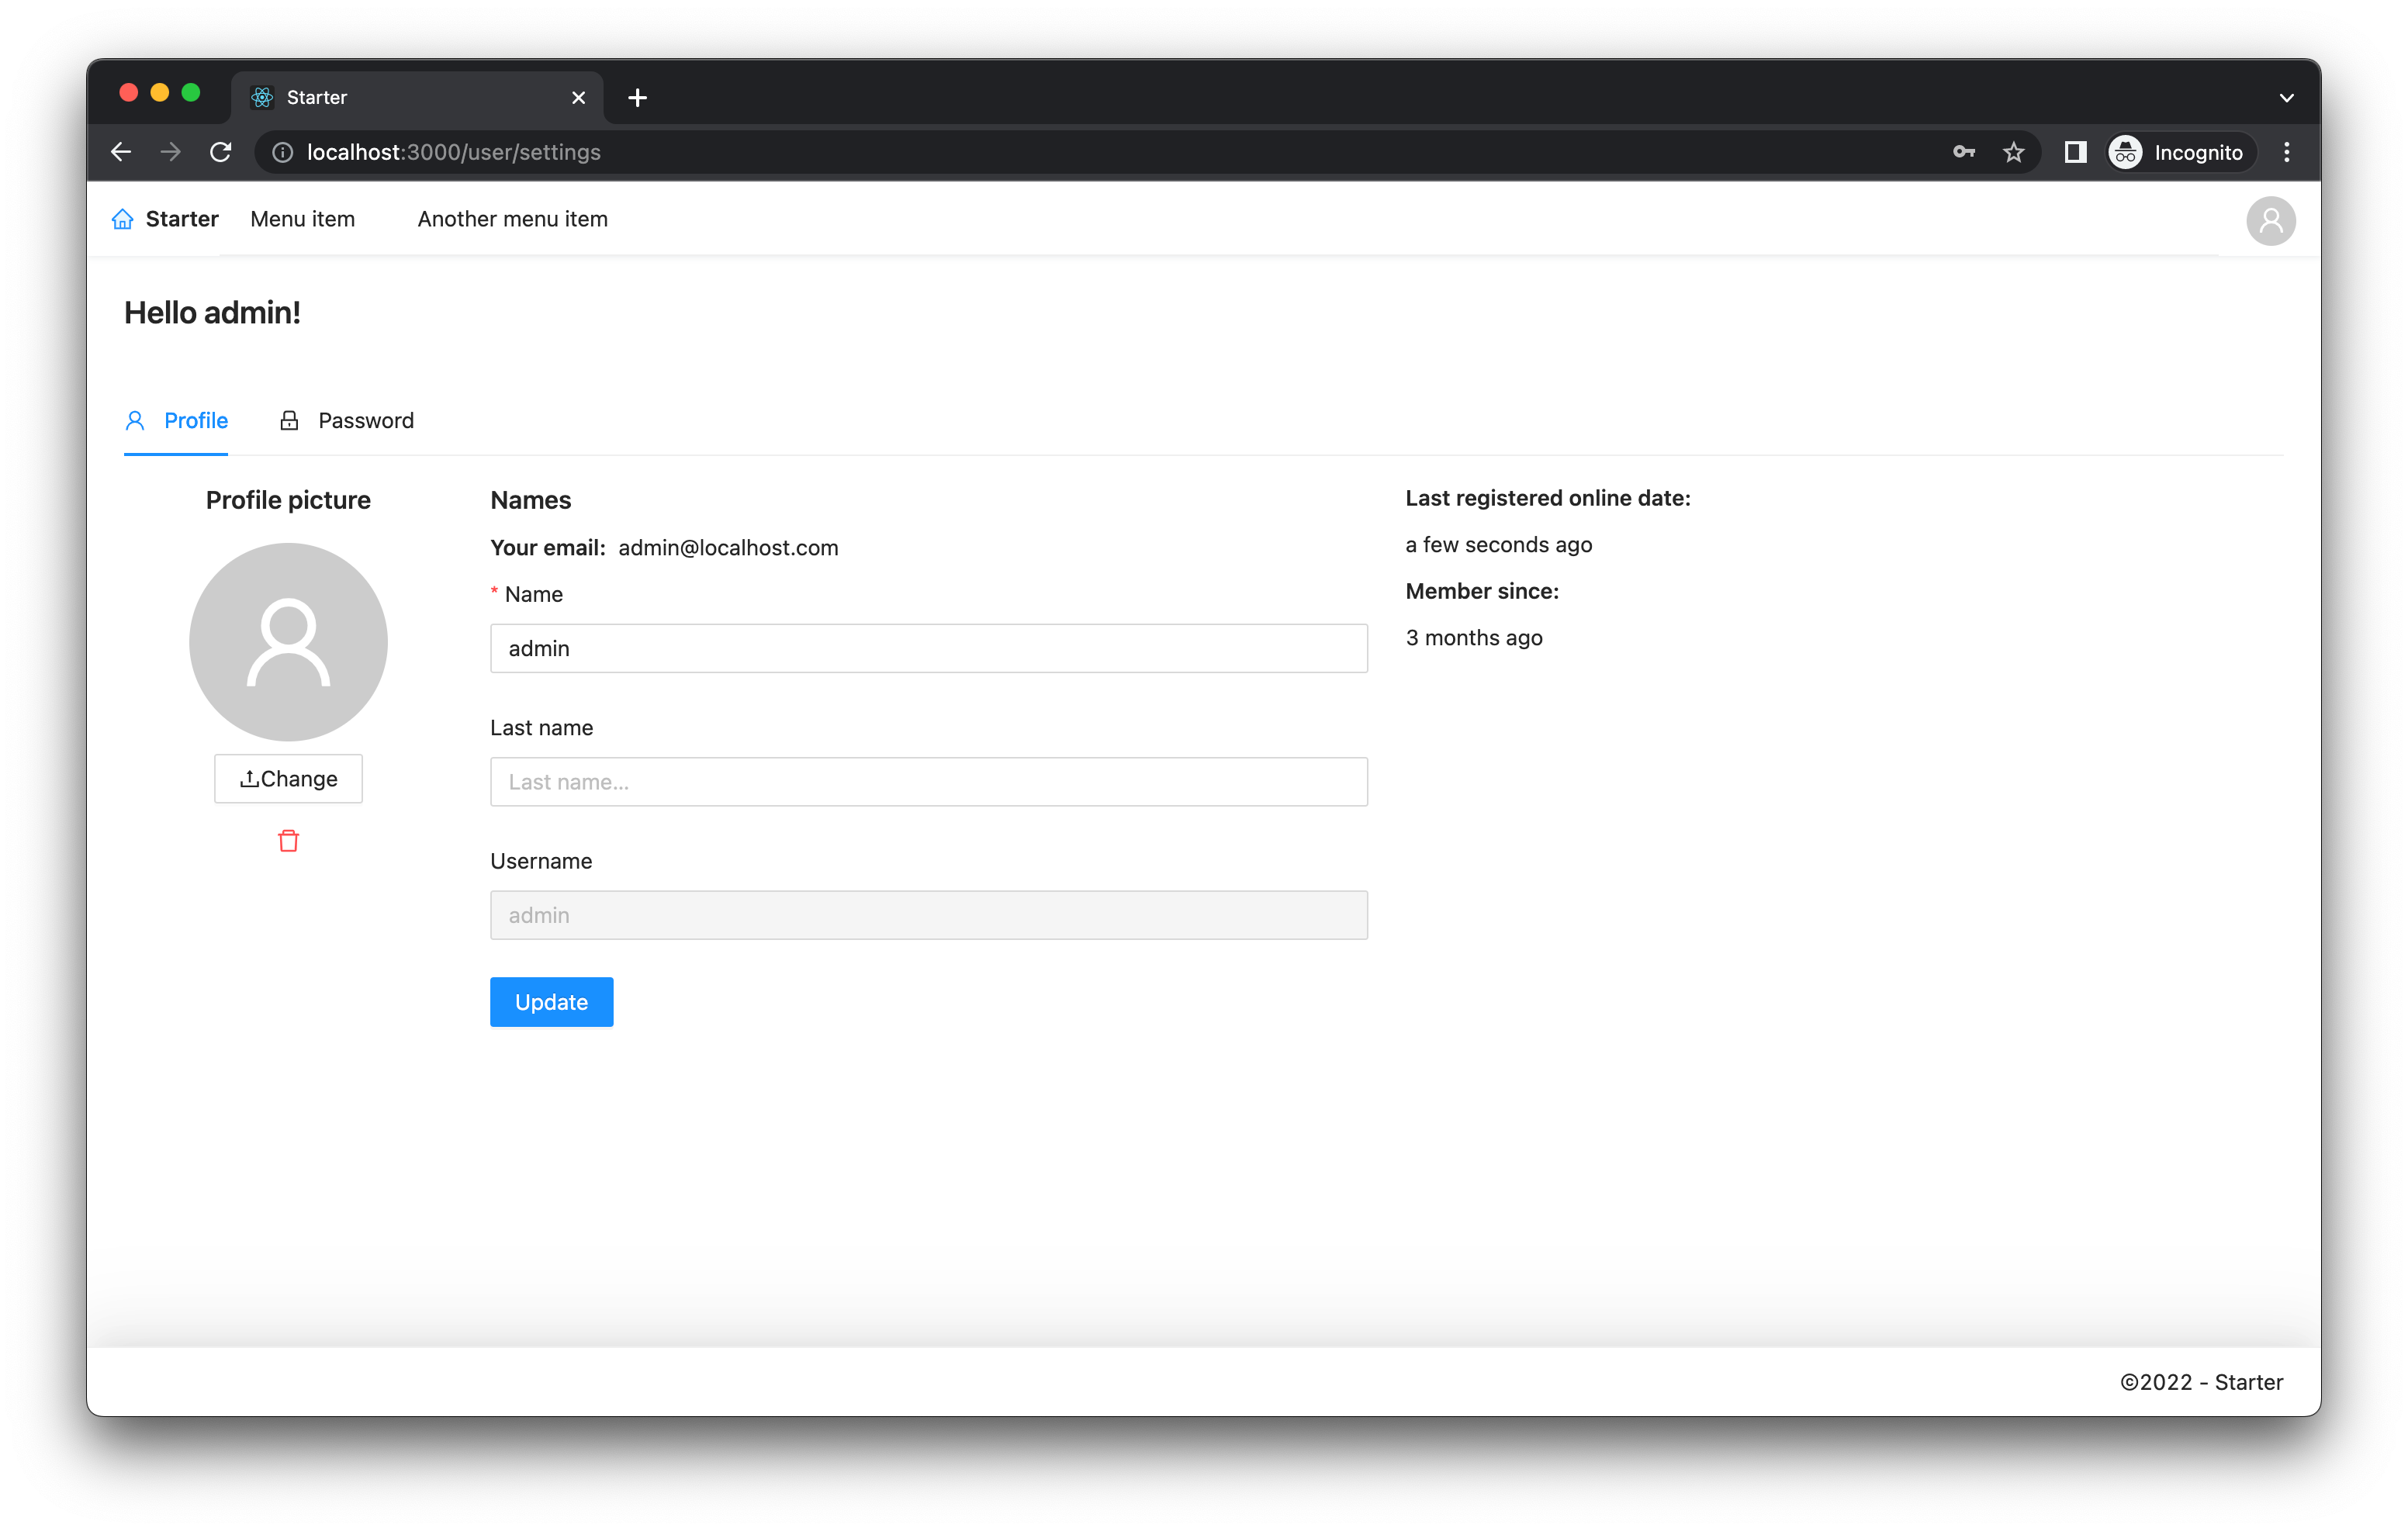 Starter
localhost:3000/user/settings
Incognito
Starter Menu item Another menu item
Hello admin!
Profile Password
Profile picture
Change
Names
Your email: admin@localhost.com
* Name
admin
Last name
Last name...
Username
admin
Update
Last registered online date:
a few seconds ago
Member since:
3 months ago
©2022 - Starter